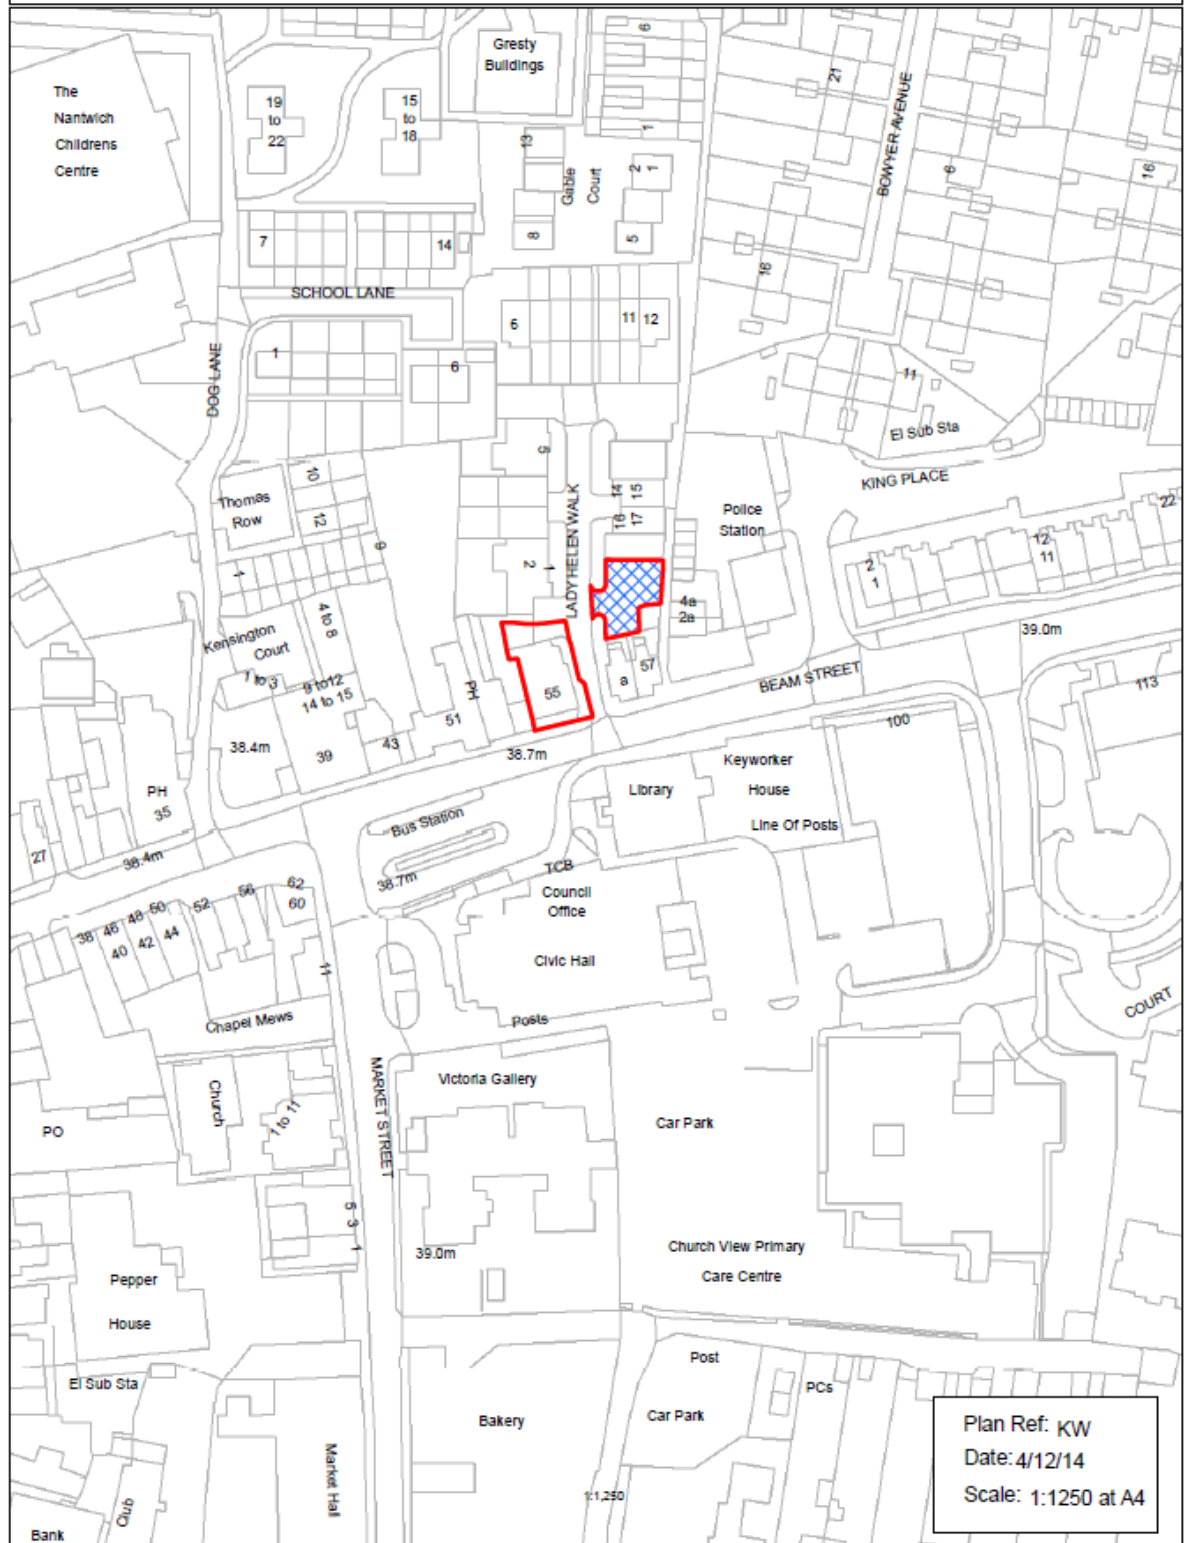 Gresty
Buildings
6
The
Nantwich
Childrens
Centre
19
to
22
15
to
18
13
1
2 1
Gable
Court
8
5
21
BOWYER AVENUE
6
16
7
14
16
SCHOOL LANE
6
11 12
1
6
DOG LANE
11
El Sub Sta
KING PLACE
5
10
12
Thomas
Row
9
1
14 15
16 17
LADY HELEN WALK
Police
Station
22
12
11
2
1
2 1
4a
2a
39.0m
Kensington
Court
4 to 8
1 to 3
9 to 12
14 to 15
PH
51
55
57
a
BEAM STREET
113
100
38.4m
39
43
38.7m
Keyworker
House
Library
Line Of Posts
PH
35
27
38.4m
Bus Station
38.7m
TCB
Council
Office
Civic Hall
38 46 48 50 52 56 62
60
40 42 44
11
Chapel Mews
Posts
COURT
MARKET STREET
Victoria Gallery
Church
1 to 11
PO
Car Park
5
3
1
39.0m
Church View Primary
Care Centre
Pepper
House
El Sub Sta
Post
PCs
Bakery
Car Park
Market Hall
Club
Bank
1:1,250
Plan Ref: KW
Date: 4/12/14
Scale: 1:1250 at A4